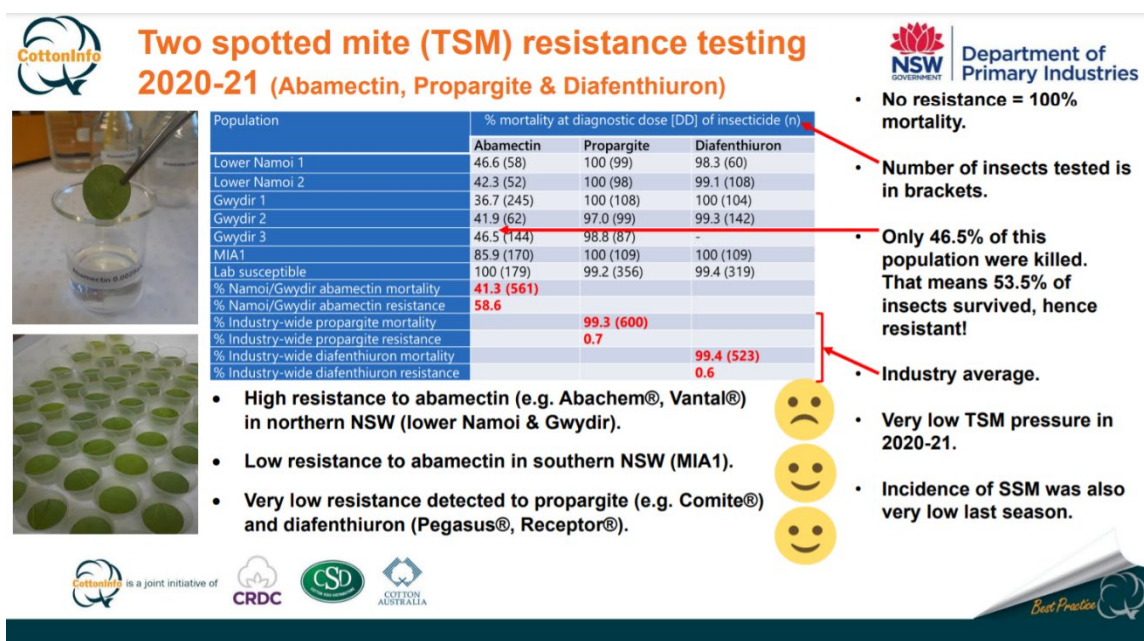 CottonInfo
Two spotted mite (TSM) resistance testing
2020-21 (Abamectin, Propargite & Diafenthiuron)
NSW
GOVERNMENT
Department of
Primary Industries
Population % mortality at diagnostic dose [DD] of insecticide (n)
Abamectin Propargite Diafenthiuron
Lower Namoi 1 46.6 (58) 100 (99) 98.3 (60)
Lower Namoi 2 42.3 (52) 100 (98) 99.1 (108)
Gwydir 1 36.7 (245) 100 (108) 100 (104)
Gwydir 2 41.9 (62) 97.0 (99) 99.3 (142)
Gwydir 3 46.5 (144) 98.8 (87) -
MIA1 85.9 (170) 100 (109) 100 (109)
Lab susceptible 100 (179) 99.2 (356) 99.4 (319)
% Namoi/Gwydir abamectin mortality 41.3 (561)
% Namoi/Gwydir abamectin resistance 58.6
% Industry-wide propargite mortality 99.3 (600)
% Industry-wide propargite resistance 0.7
% Industry-wide diafenthiuron mortality 99.4 (523)
% Industry-wide diafenthiuron resistance 0.6
• High resistance to abamectin (e.g. Abachem®, Vantal®)
in northern NSW (lower Namoi & Gwydir).
• Low resistance to abamectin in southern NSW (MIA1).
• Very low resistance detected to propargite (e.g. Comite®)
and diafenthiuron (Pegasus®, Receptor®).
• No resistance = 100%
mortality.
• Number of insects tested is
in brackets.
• Only 46.5% of this
population were killed.
That means 53.5% of
insects survived, hence
resistant!
• Industry average.
• Very low TSM pressure in
2020-21.
• Incidence of SSM was also
very low last season.
Abamectin
CottonInfo is a joint initiative of
CRDC
CSD
COTTON
AUSTRALIA
Best Practice